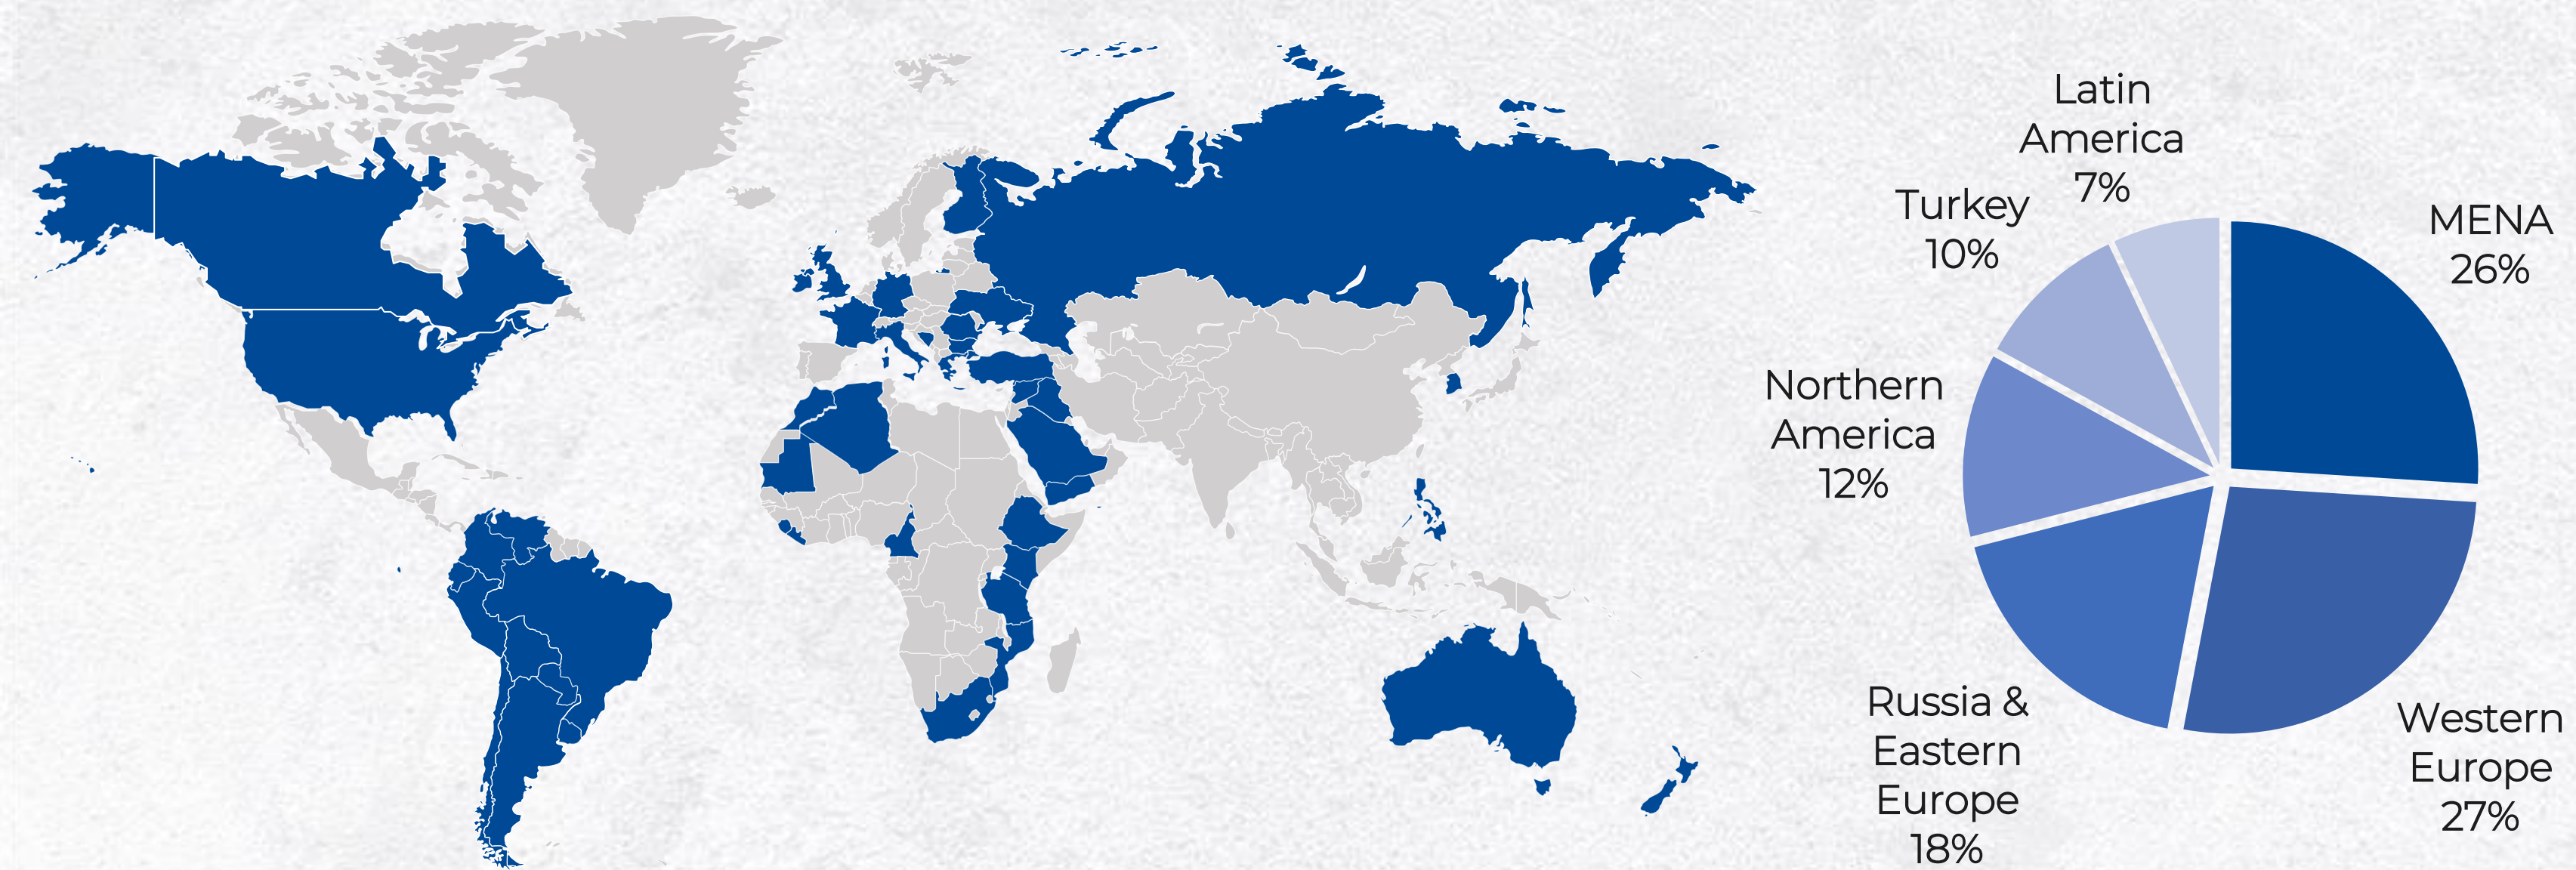 Latin
America
7%
Turkey
10%
MENA
26%
Northern
America
12%
Russia &
Eastern
Europe
18%
Western
Europe
27%